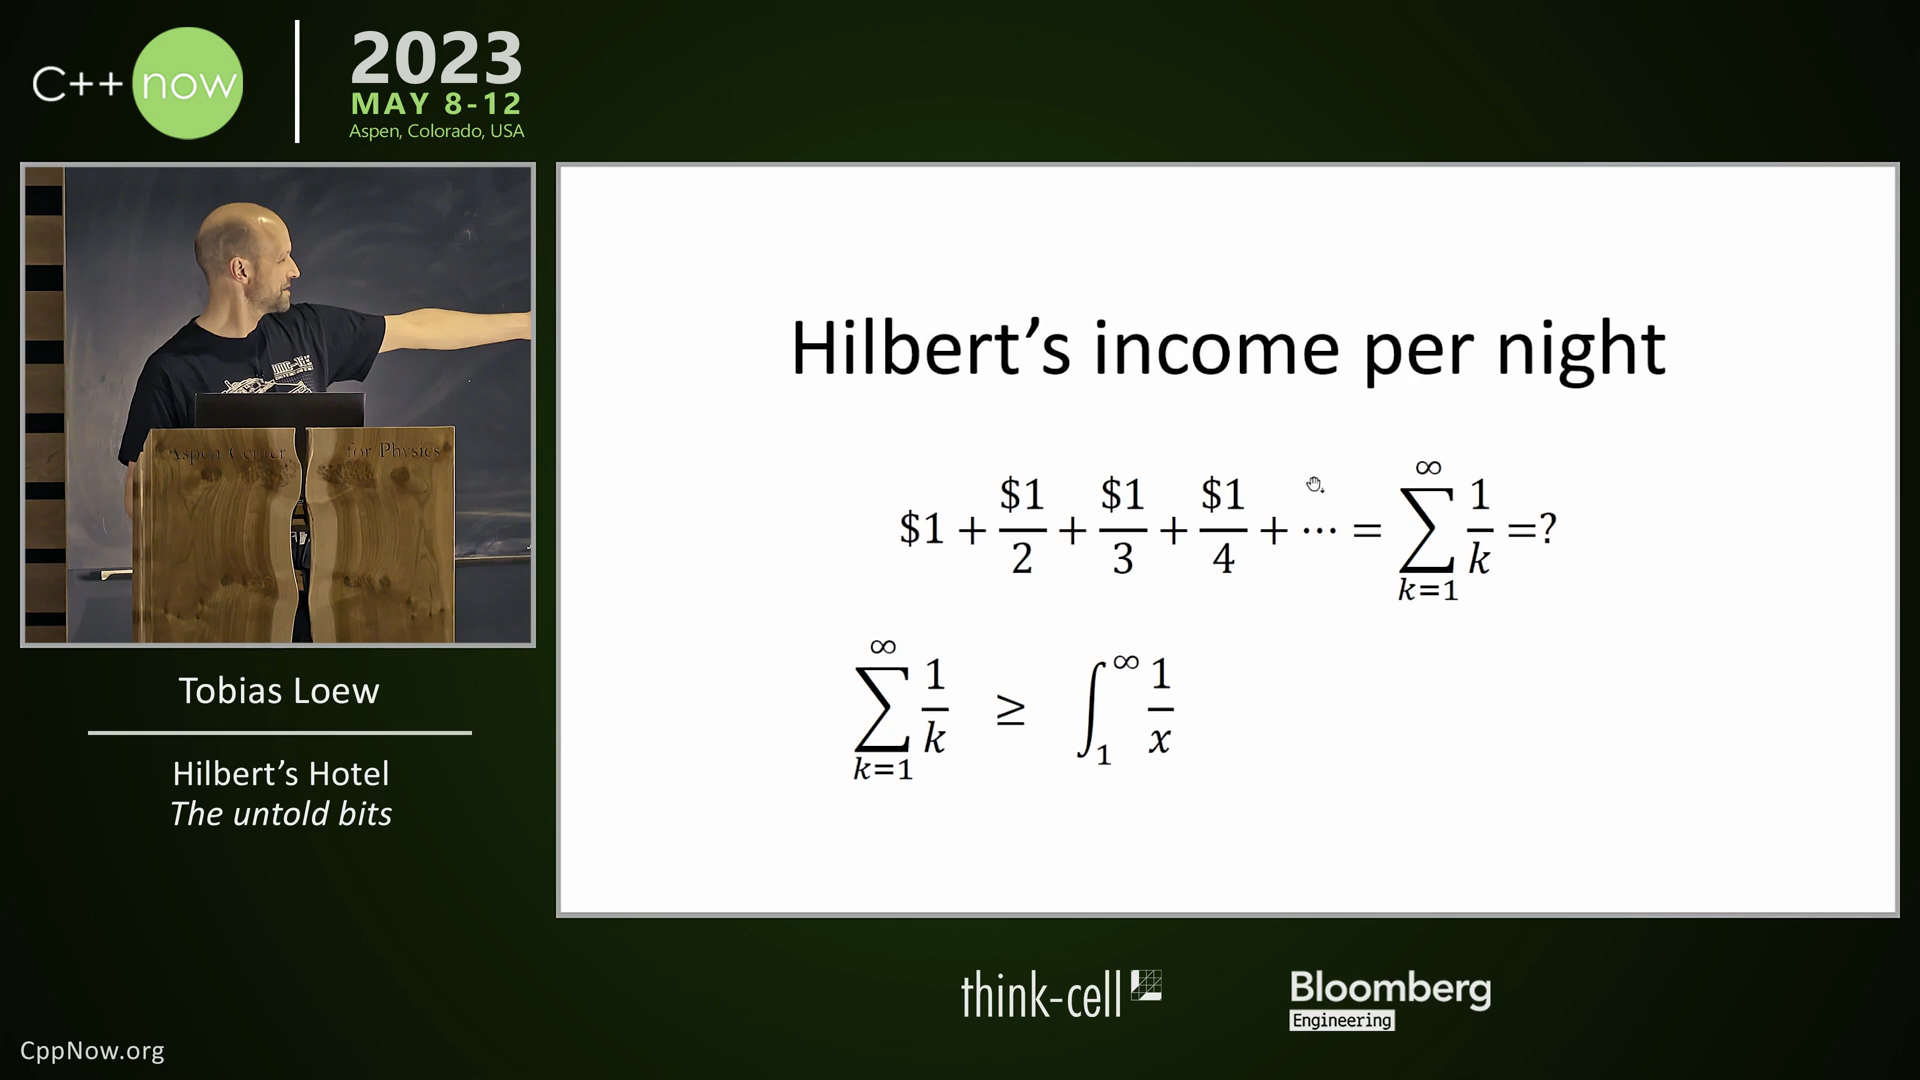 C++ now
2023
MAY 8-12
Aspen, Colorado, USA
Aspen Center for Physics
Tobias Loew
Hilbert's Hotel
The untold bits
Hilbert’s income per night
$1 + $1/2 + $1/3 + $1/4 + ⋯ = ∑_{k=1}^{∞} 1/k =?
∑_{k=1}^{∞} 1/k ≥ ∫_1^∞ 1/x
think-cell
Bloomberg
Engineering
CppNow.org